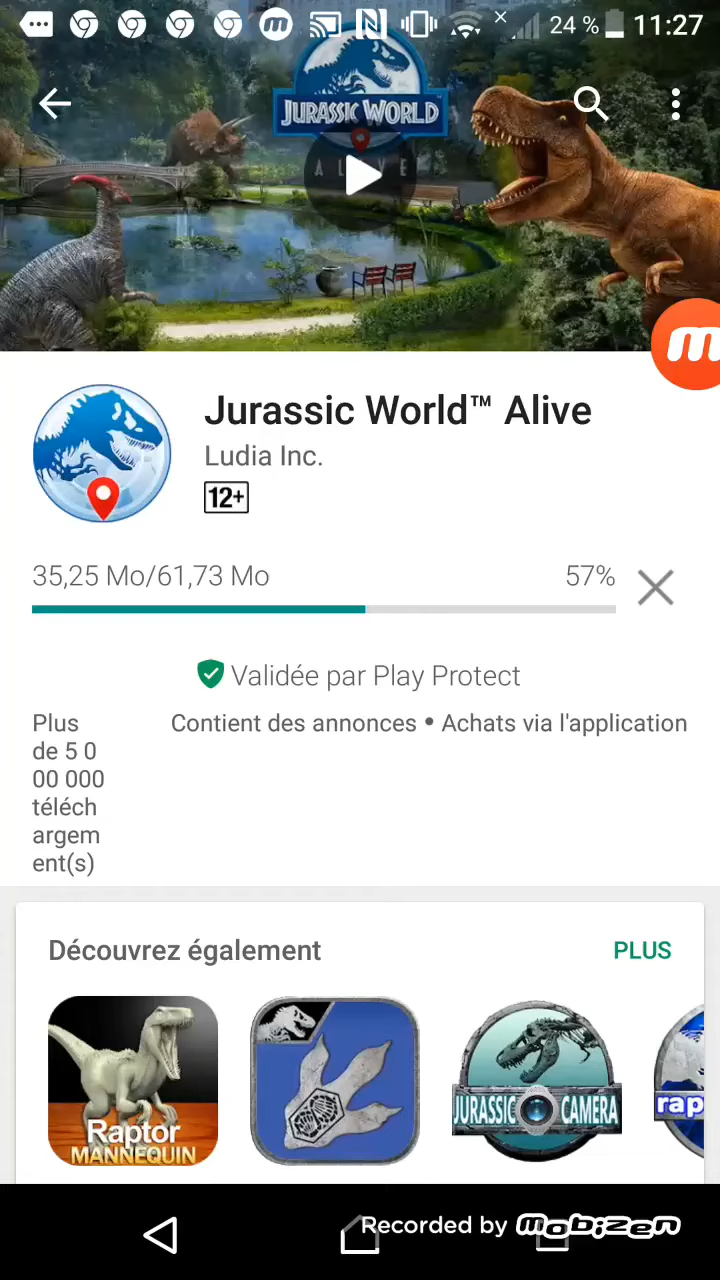 24 % 11:27
JURASSIC WORLD
ALIVE
Jurassic World™ Alive
Ludia Inc.
12+
35,25 Mo/61,73 Mo 57%
Validée par Play Protect
Plus
de 5 0
00 000
téléch
argem
ent(s)
Contient des annonces • Achats via l'application
Découvrez également PLUS
Raptor
MANNEQUIN
JURASSIC CAMERA
rap
Recorded by mobizen